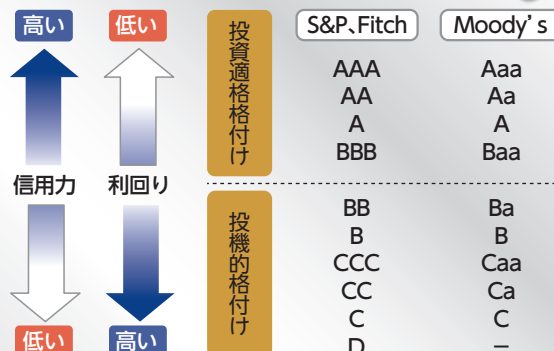 高い 低い
投資適格格付け
S&P、Fitch Moody's
AAA Aaa
AA Aa
A A
BBB Baa
信用力 利回り
投機的格付け
BB Ba
B B
CCC Caa
CC Ca
C C
D –
低い 高い